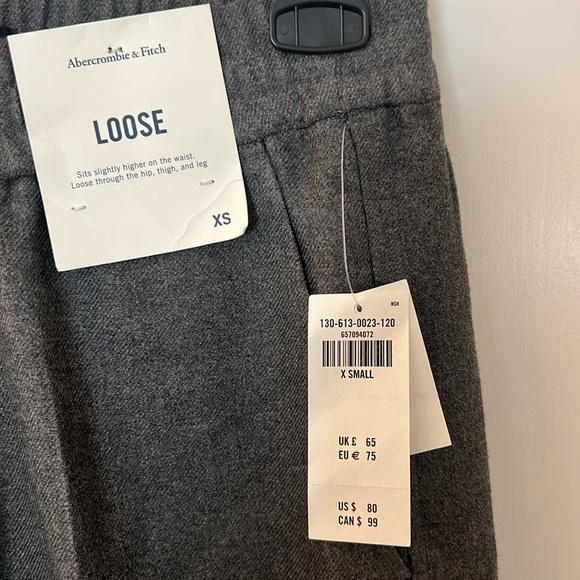 Abercrombie & Fitch
LOOSE
Sits slightly higher on the waist.
Loose through the hip, thigh, and leg
XS
NSH
130-613-0023-120
657094072
X SMALL
UK £ 65
EU € 75
US $ 80
CAN $ 99